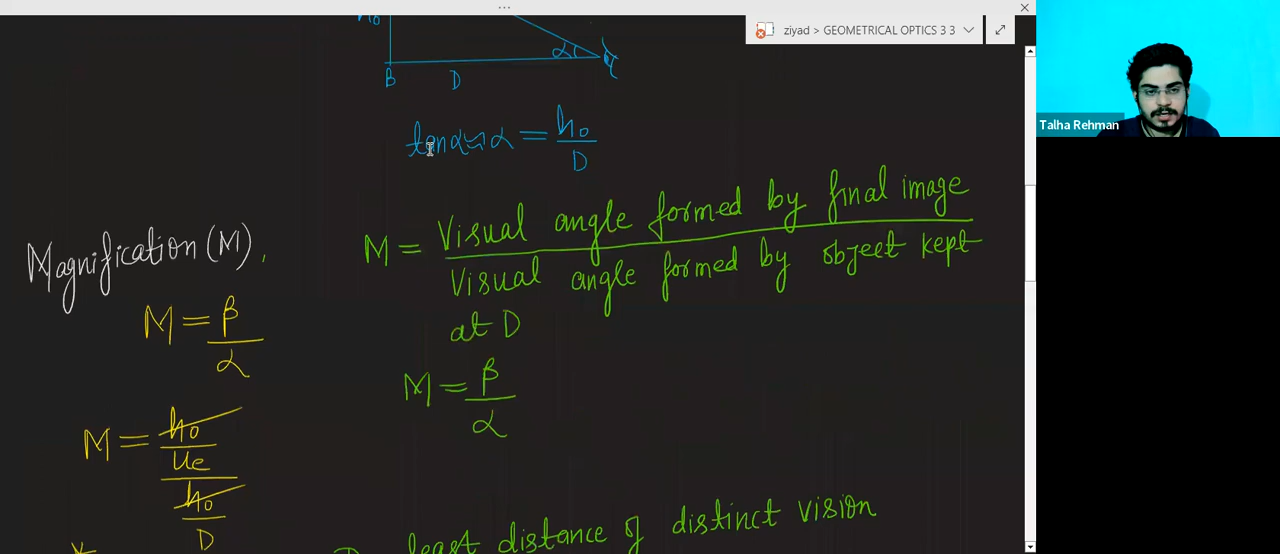 ziyad > GEOMETRICAL OPTICS 3 3
h₀
α
B
D
tanα≈α = h₀/D
Talha Rehman
Magnification (M),
M = β/α
M = (h₀/Ue)/(h₀/D)
M = Visual angle formed by final image
Visual angle formed by object kept
at D
M = β/α
least distance of distinct vision